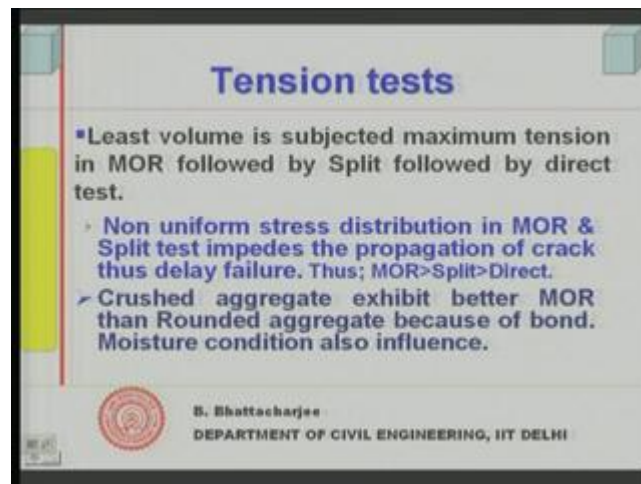 Tension tests
▪Least volume is subjected maximum tension
in MOR followed by Split followed by direct
test.
Non uniform stress distribution in MOR &
Split test impedes the propagation of crack
thus delay failure. Thus; MOR>Split>Direct.
➢ Crushed aggregate exhibit better MOR
than Rounded aggregate because of bond.
Moisture condition also influence.
B. Bhattacharjee
DEPARTMENT OF CIVIL ENGINEERING, IIT DELHI